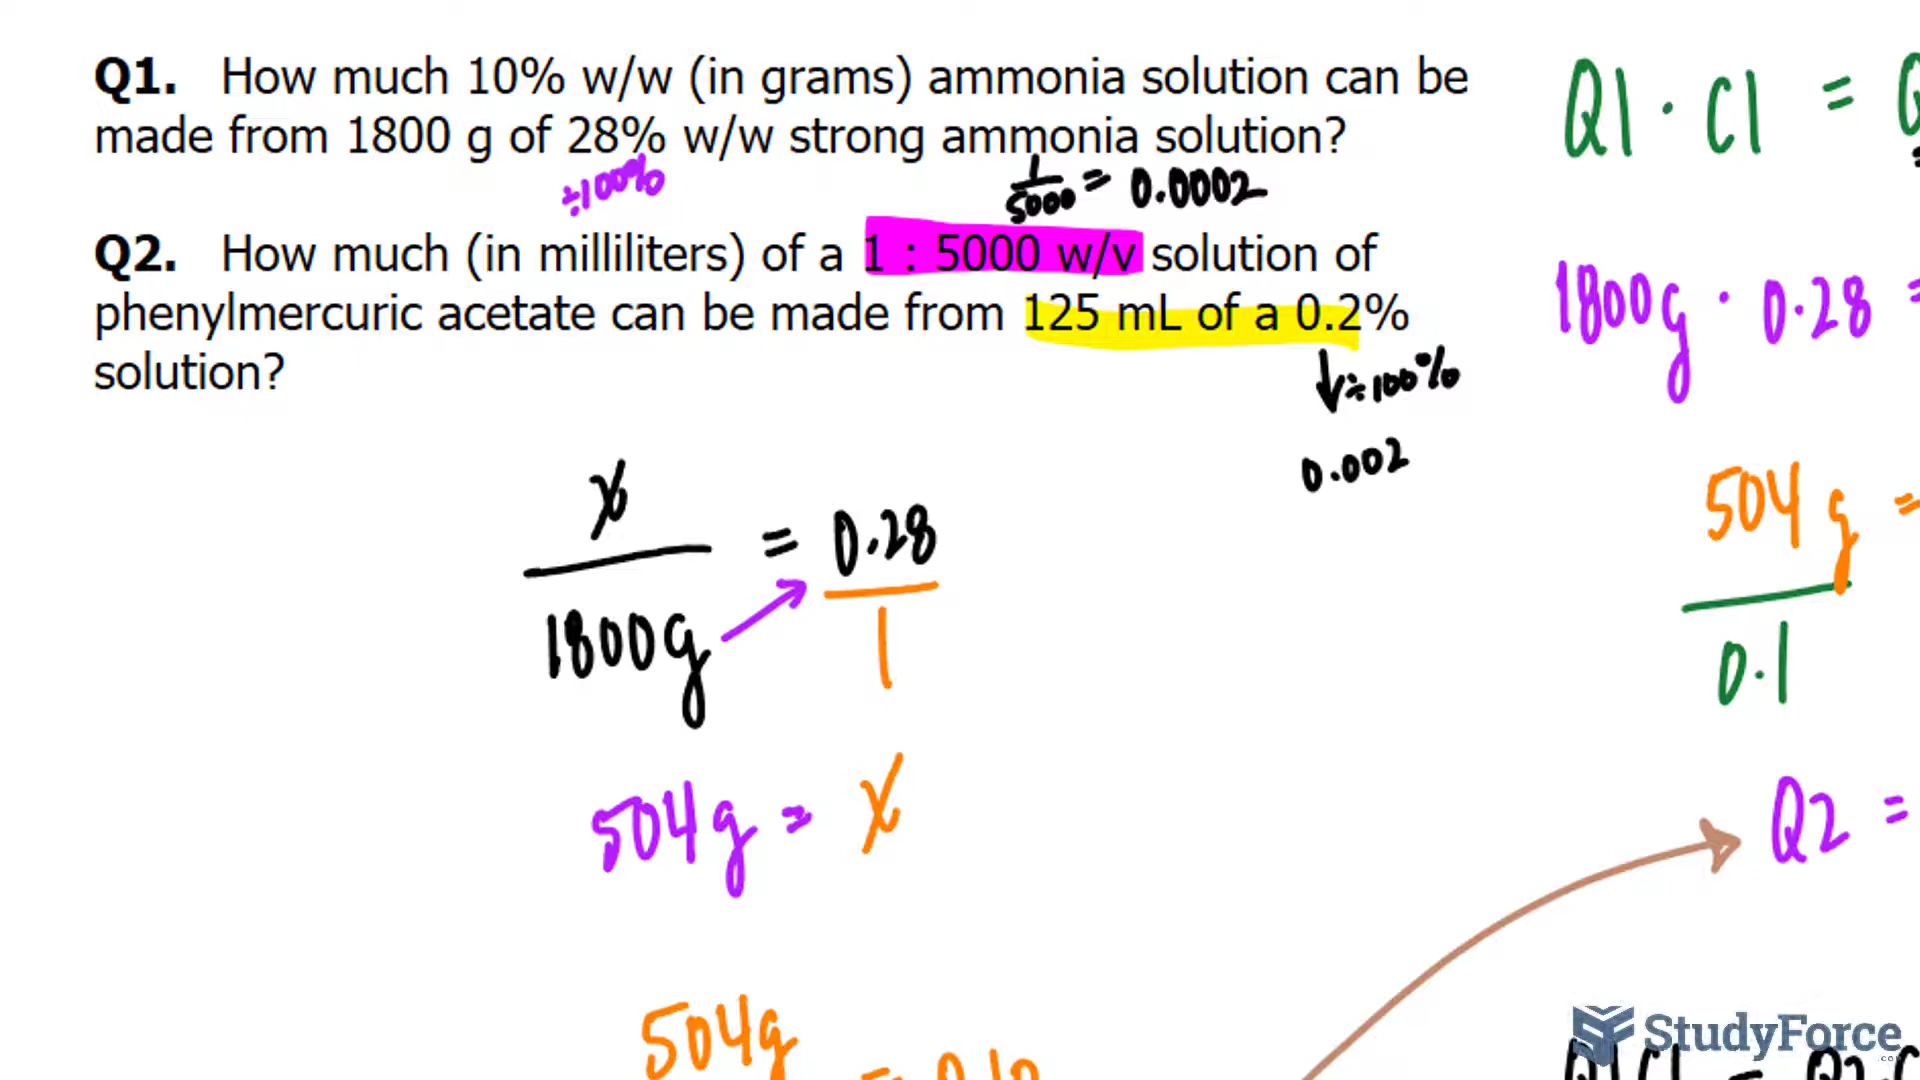 Q1. How much 10% w/w (in grams) ammonia solution can be
made from 1800 g of 28% w/w strong ammonia solution?
÷100%
1/5000 = 0.0002
Q2. How much (in milliliters) of a 1 : 5000 w/v solution of
phenylmercuric acetate can be made from 125 mL of a 0.2%
solution?
÷100%
0.002
x/1800g = 0.28/1
504g = x
504g
Q1 · C1 =
1800g · 0.28 =
504g =
0.1
Q2 =
StudyForce
.com
Q1C1 =